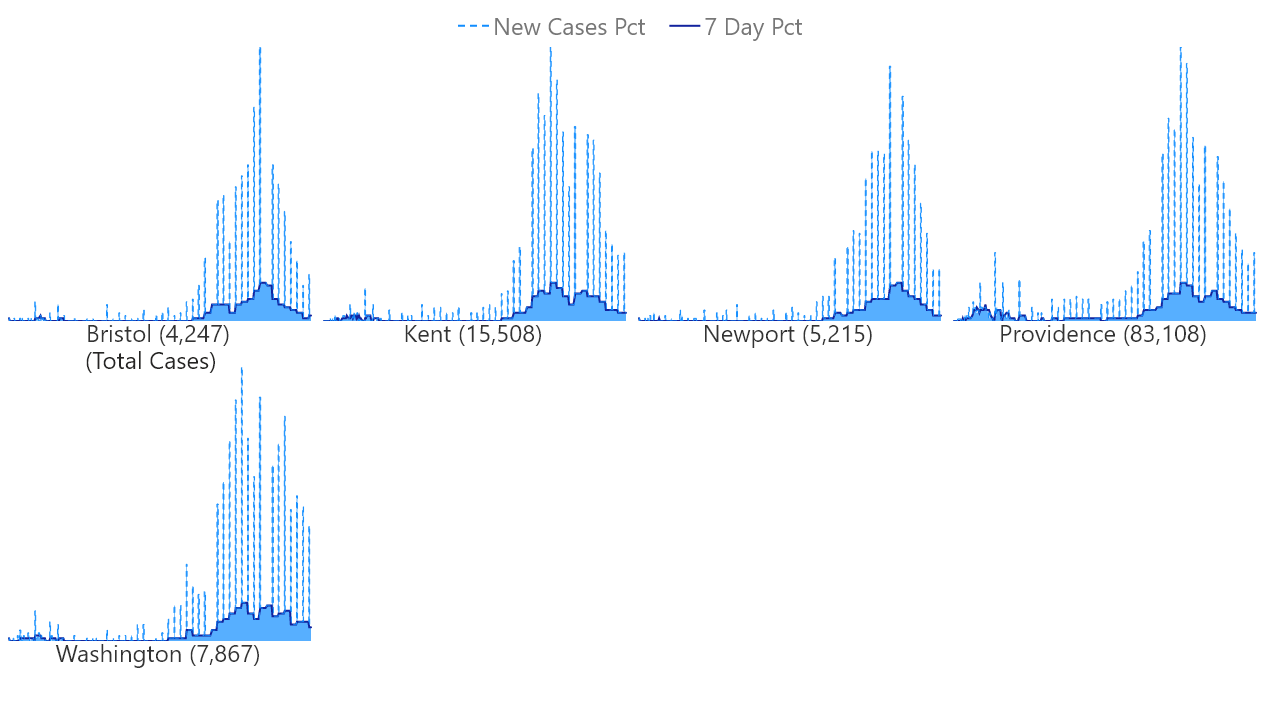 New Cases Pct 7 Day Pct
Bristol (4,247) Kent (15,508) Newport (5,215) Providence (83,108)
(Total Cases)
Washington (7,867)